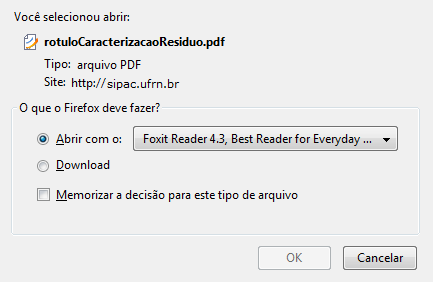 Você selecionou abrir:
rotuloCaracterizacaoResiduo.pdf
Tipo: arquivo PDF
Site: http://sipac.ufrn.br
O que o Firefox deve fazer?
Abrir com o: Foxit Reader 4.3, Best Reader for Everyday ...
Download
Memorizar a decisão para este tipo de arquivo
OK Cancelar